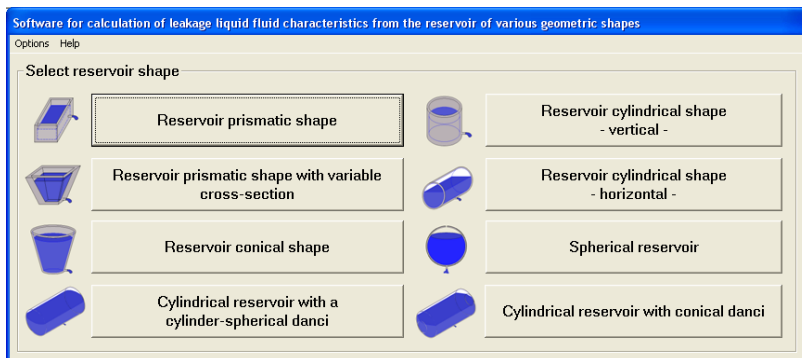 Software for calculation of leakage liquid fluid characteristics from the reservoir of various geometric shapes
Options Help
Select reservoir shape
Reservoir prismatic shape
Reservoir cylindrical shape
- vertical -
Reservoir prismatic shape with variable
cross-section
Reservoir cylindrical shape
- horizontal -
Reservoir conical shape
Spherical reservoir
Cylindrical reservoir with a
cylinder-spherical danci
Cylindrical reservoir with conical danci